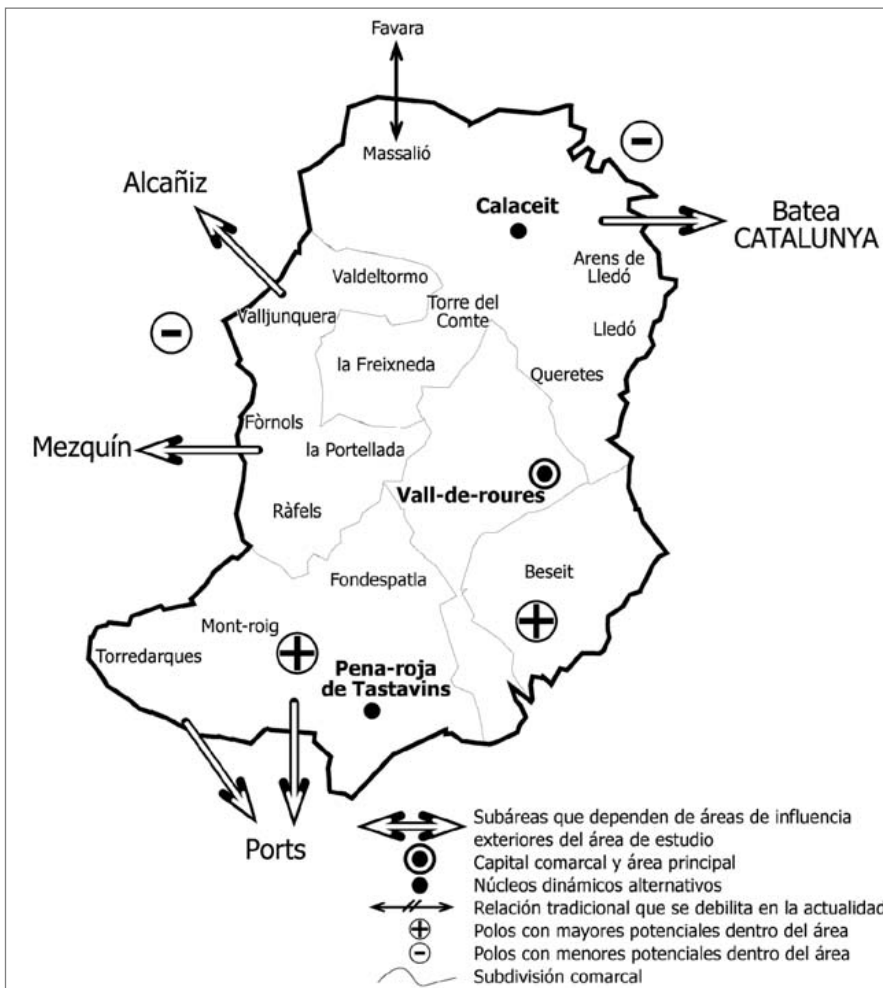 Favara
Massalió
Alcañiz
Calaceit
Batea
CATALUNYA
Arens de
Lledó
Valdeltormo
Torre del
Comte
Valljunquera
Lledó
la Freixneda
Queretes
Fòrnols
Mezquín
la Portellada
Vall-de-roures
Ràfels
Fondespatla
Beseit
Mont-roig
Torredarques
Pena-roja
de Tastavins
Ports
Subáreas que dependen de áreas de influencia
exteriores del área de estudio
Capital comarcal y área principal
Núcleos dinámicos alternativos
Relación tradicional que se debilita en la actualidad
Polos con mayores potenciales dentro del área
Polos con menores potenciales dentro del área
Subdivisión comarcal